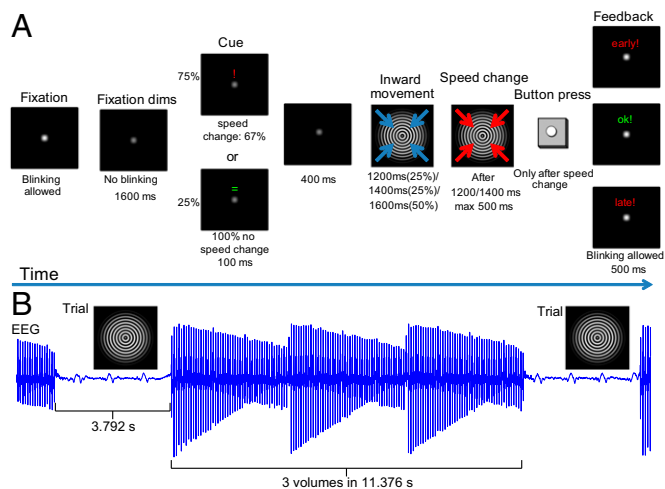 A
Fixation
Blinking
allowed
Fixation dims
No blinking
1600 ms
Cue
75%
!
speed
change: 67%
or
25%
=
100% no
speed change
100 ms
400 ms
Inward
movement
1200ms(25%)/
1400ms(25%)/
1600ms(50%)
Speed change
After
1200/1400 ms
max 500 ms
Button press
Only after speed
change
Feedback
early!
ok!
late!
Blinking allowed
500 ms
Time
B
EEG
Trial
Trial
3.792 s
3 volumes in 11.376 s